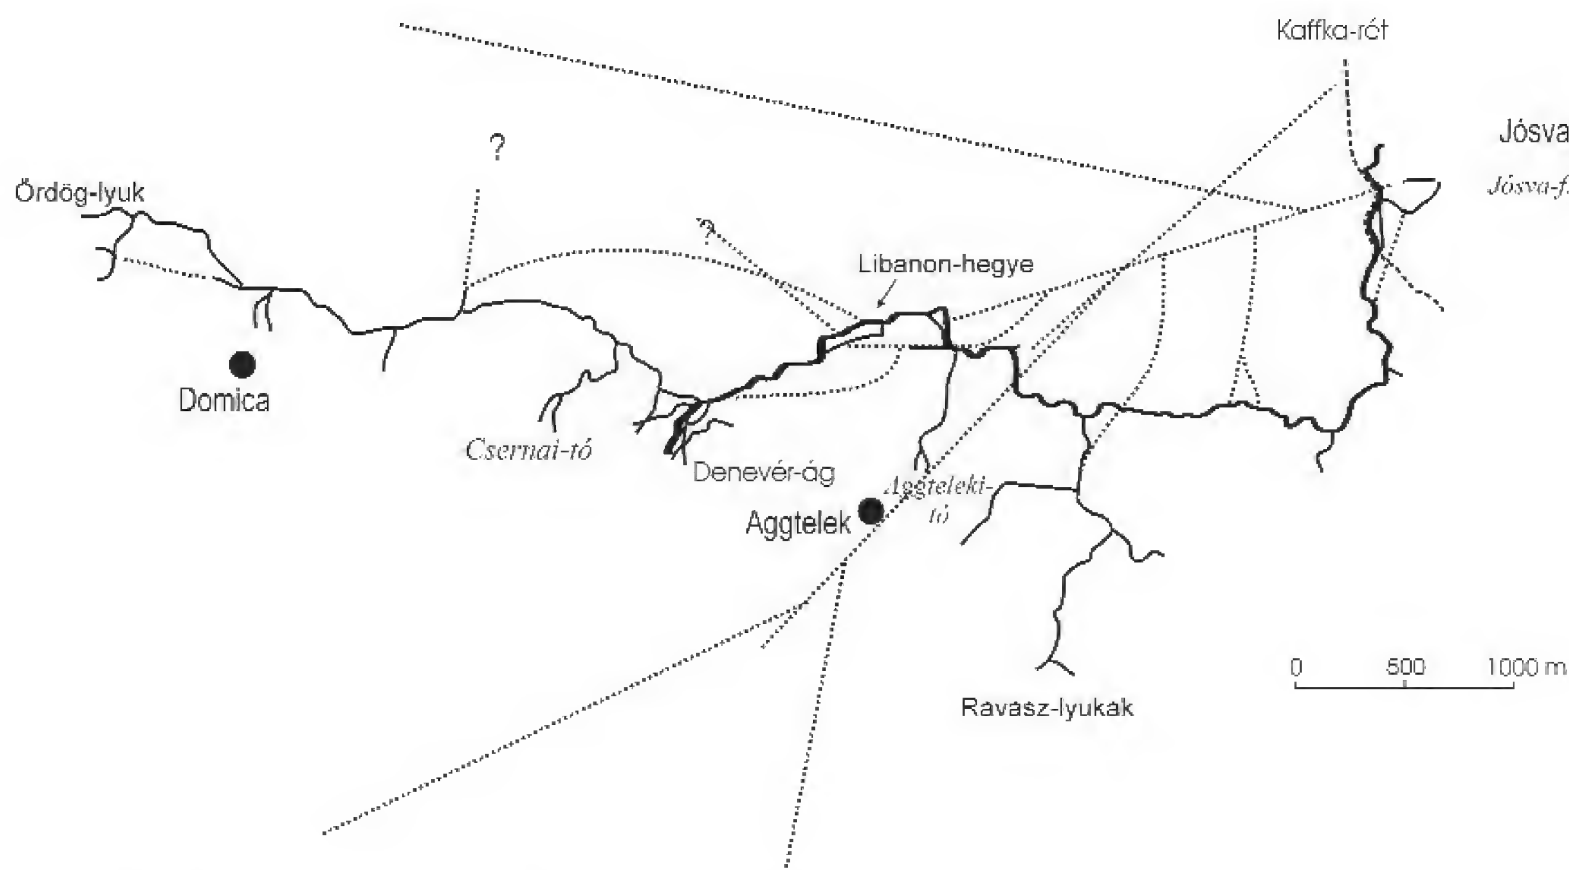 Kaffka-rét
Jósva
?
Jósva-f.
Ördög-lyuk
?
Libanon-hegye
Domica
Csernai-tó
Denevér-ág
Aggteleki-
tó
Aggtelek
0 500 1000 m
Ravasz-lyukak